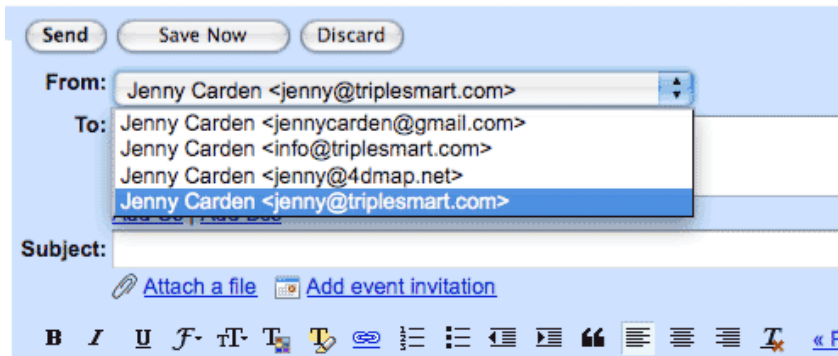 Send Save Now Discard
From: Jenny Carden <jenny@triplesmart.com>
To: Jenny Carden <jennycarden@gmail.com>
Jenny Carden <info@triplesmart.com>
Jenny Carden <jenny@4dmap.net>
Jenny Carden <jenny@triplesmart.com>
Subject:
Attach a file Add event invitation
B I U F T T T T